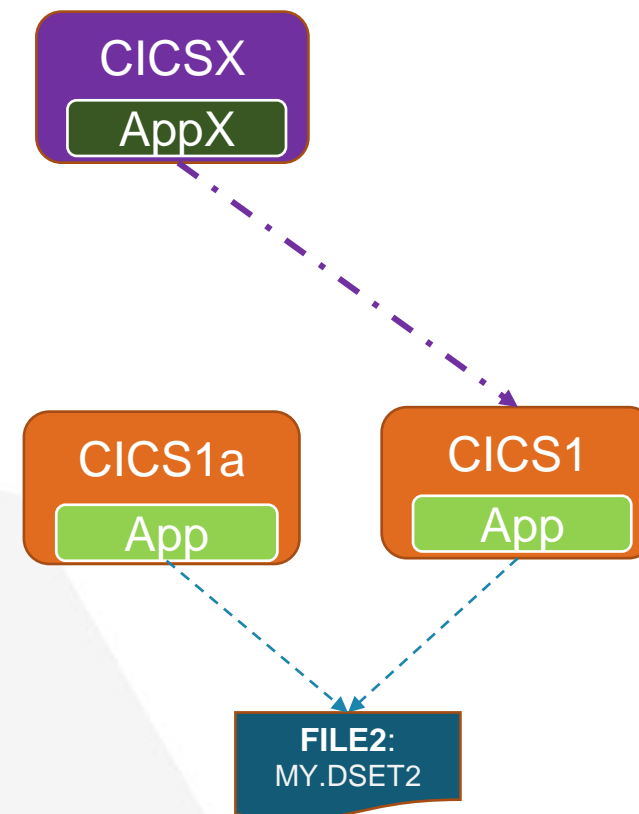 CICSX
AppX
CICS1a
App
CICS1
App
FILE2:
MY.DSET2